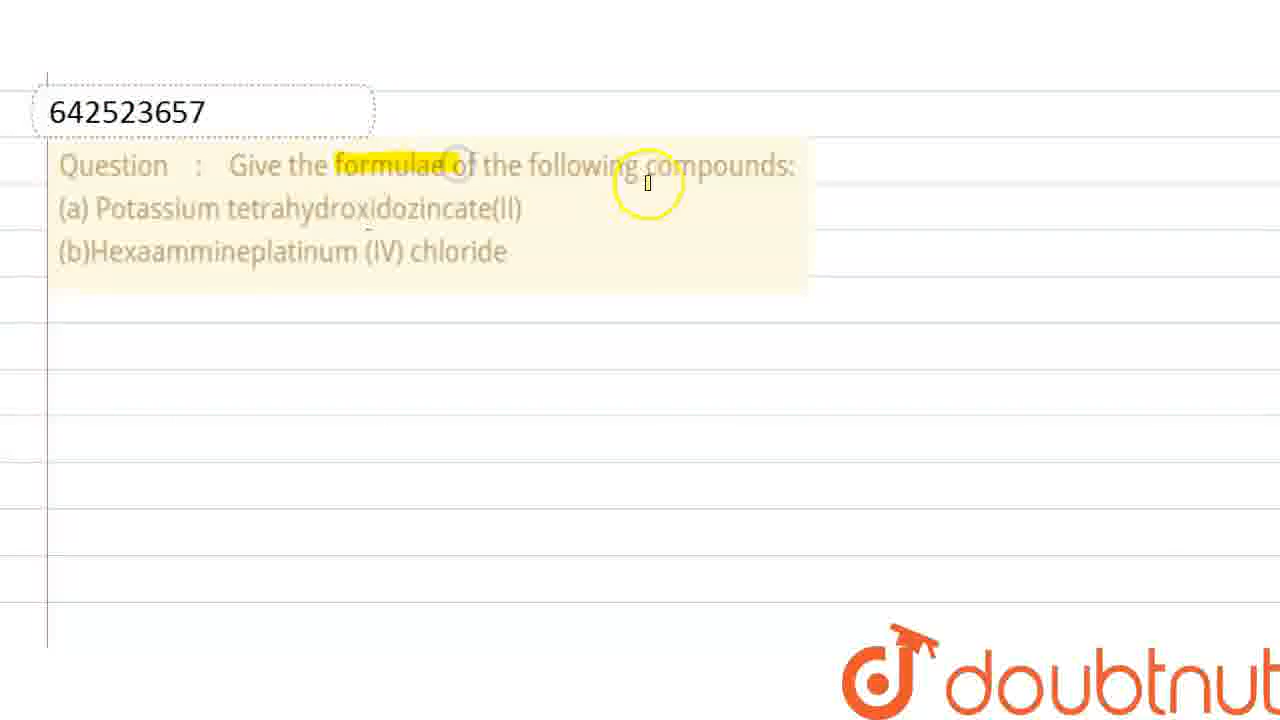 642523657
Question : Give the formulae of the following compounds:
(a) Potassium tetrahydroxidozincate(II)
(b)Hexaammineplatinum (IV) chloride
doubtnut